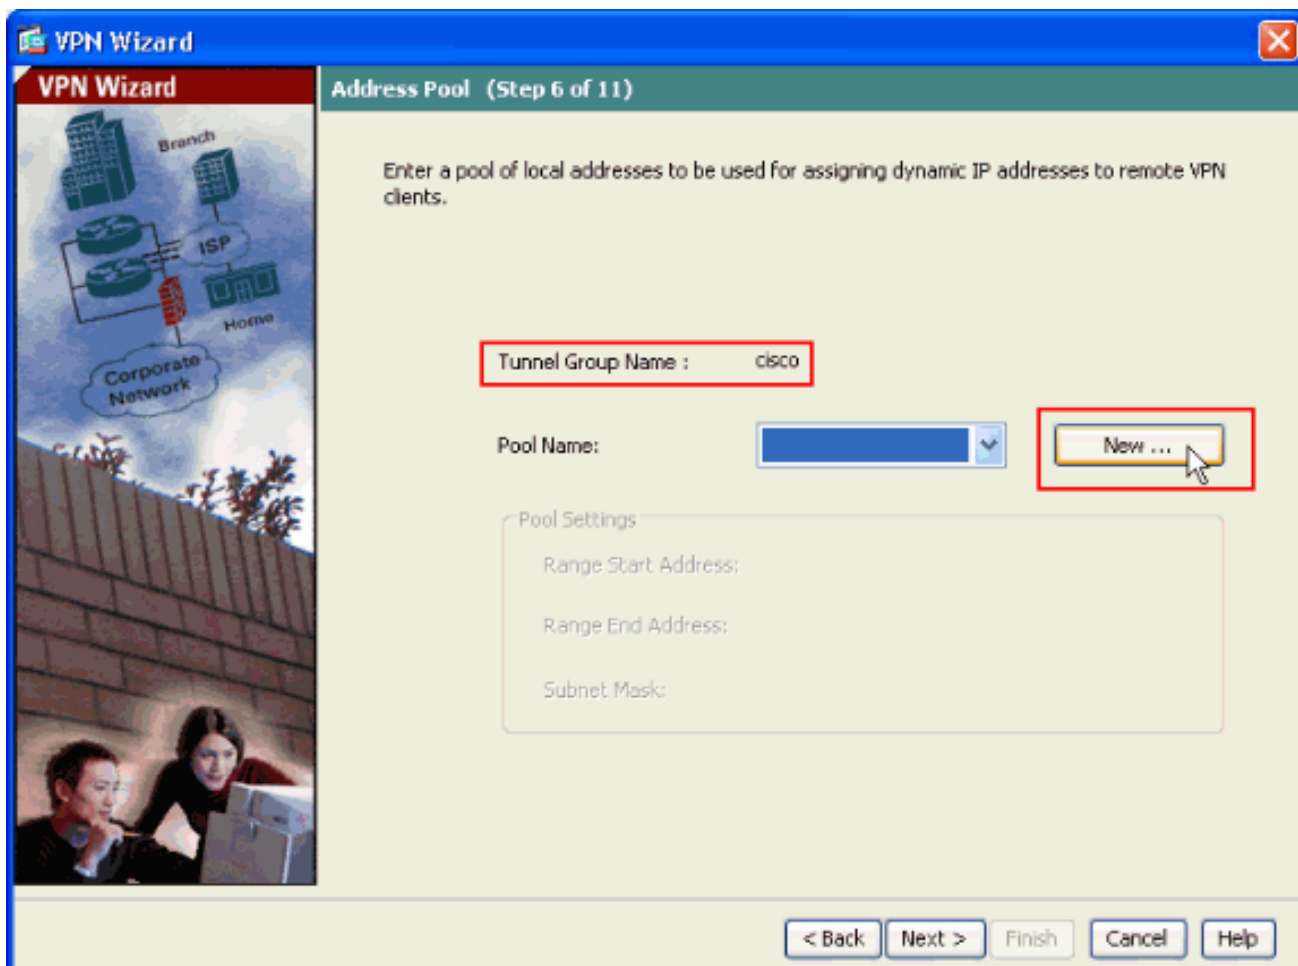 VPN Wizard
VPN Wizard
Address Pool (Step 6 of 11)
Branch
ISP
Home
Corporate
Network
Enter a pool of local addresses to be used for assigning dynamic IP addresses to remote VPN
clients.
Tunnel Group Name : cisco
Pool Name:
New ...
Pool Settings
Range Start Address:
Range End Address:
Subnet Mask:
< Back Next > Finish Cancel Help